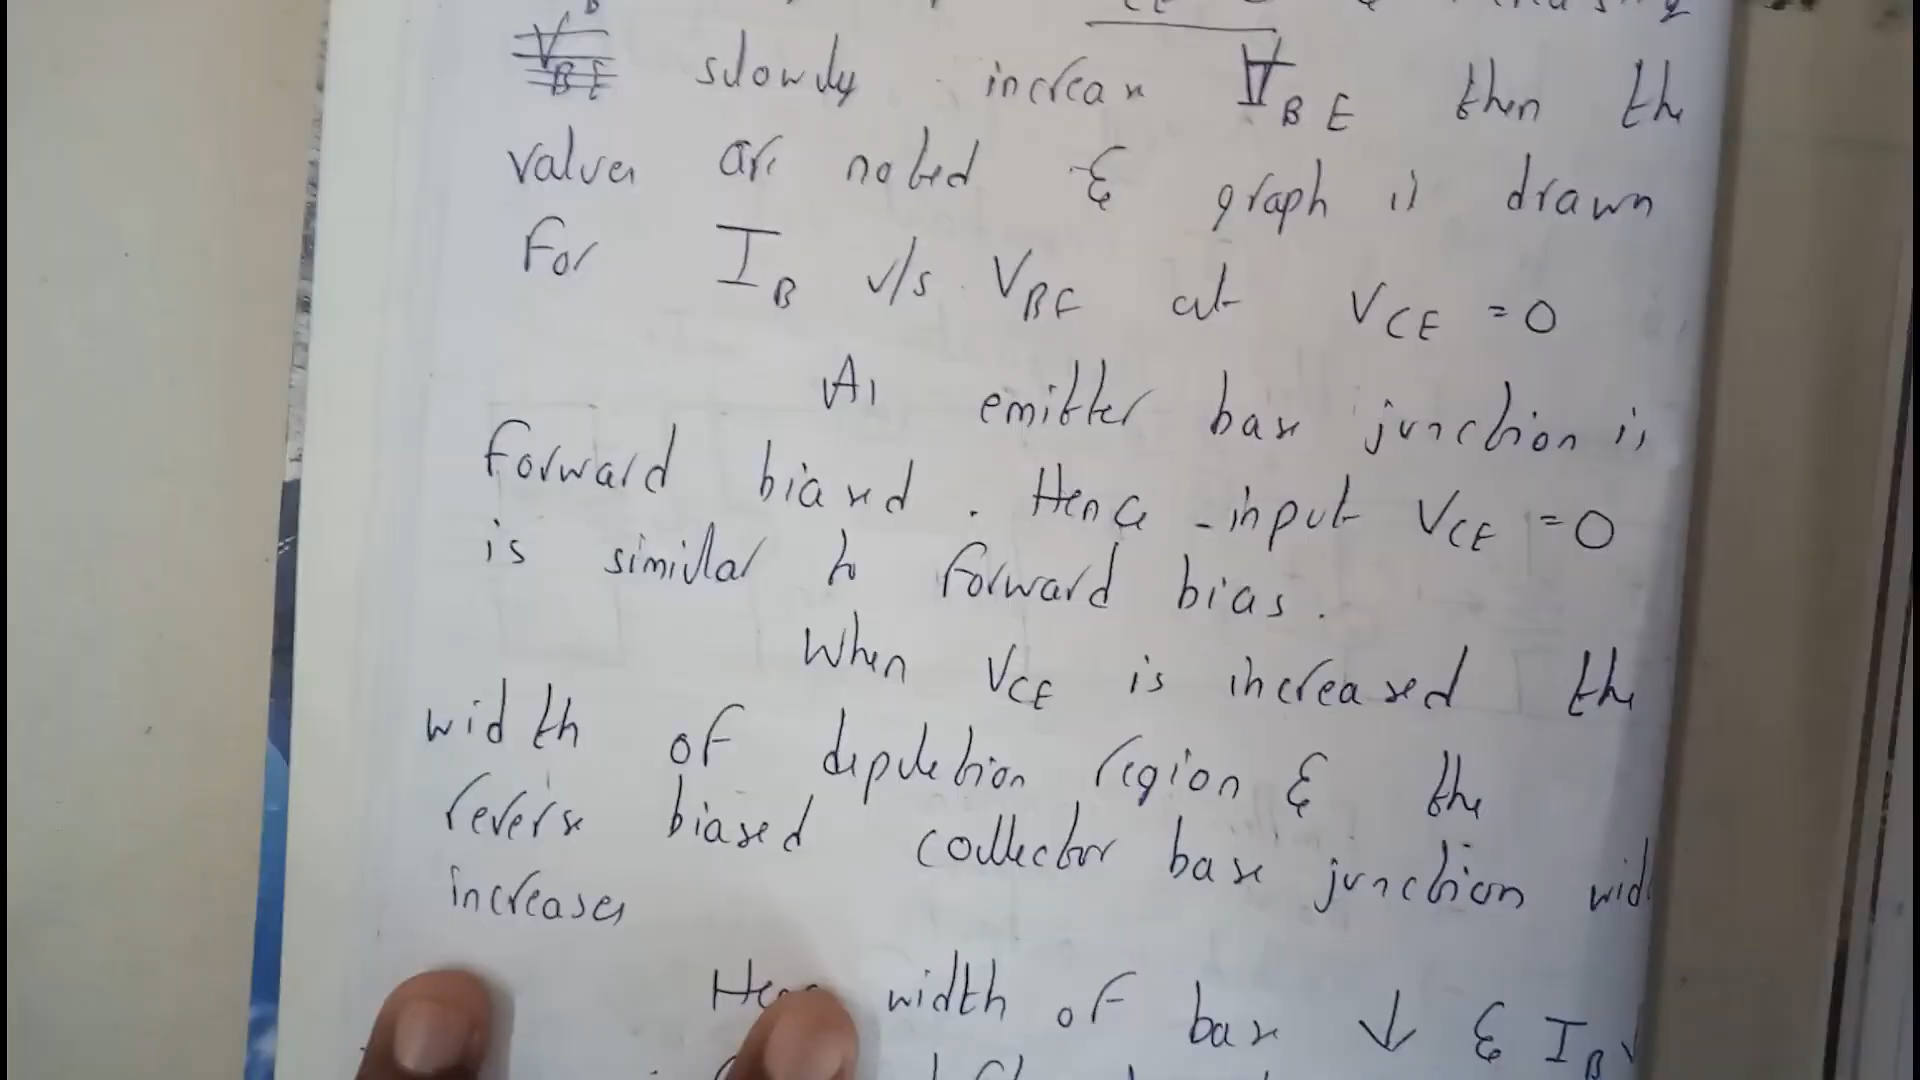 slowly increase V_BE then the
values are noted & graph is drawn
For I_B v/s V_BE at V_CE = 0
As emitter base junction is
forward biased. Hence input V_CE = 0
is similar to forward bias.
When V_CE is increased the
width of depletion region & the
reverse biased collector base junction wid
increases
width of base ↓ & I_B